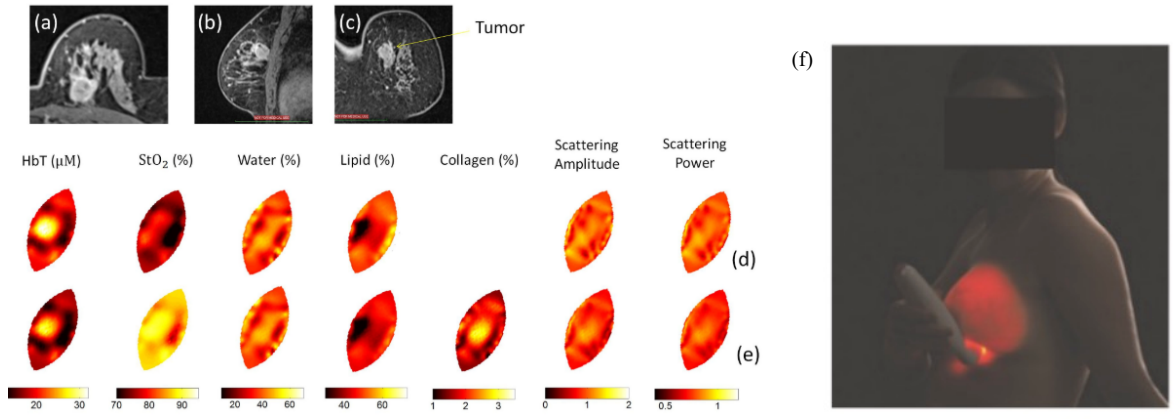 (a)
(b)
(c)
Tumor
(f)
HbT (μM)
StO₂ (%)
Water (%)
Lipid (%)
Collagen (%)
Scattering
Amplitude
Scattering
Power
(d)
(e)
20 30
70 80 90
20 40 60
40 60
1 2 3
0 1 2
0.5 1